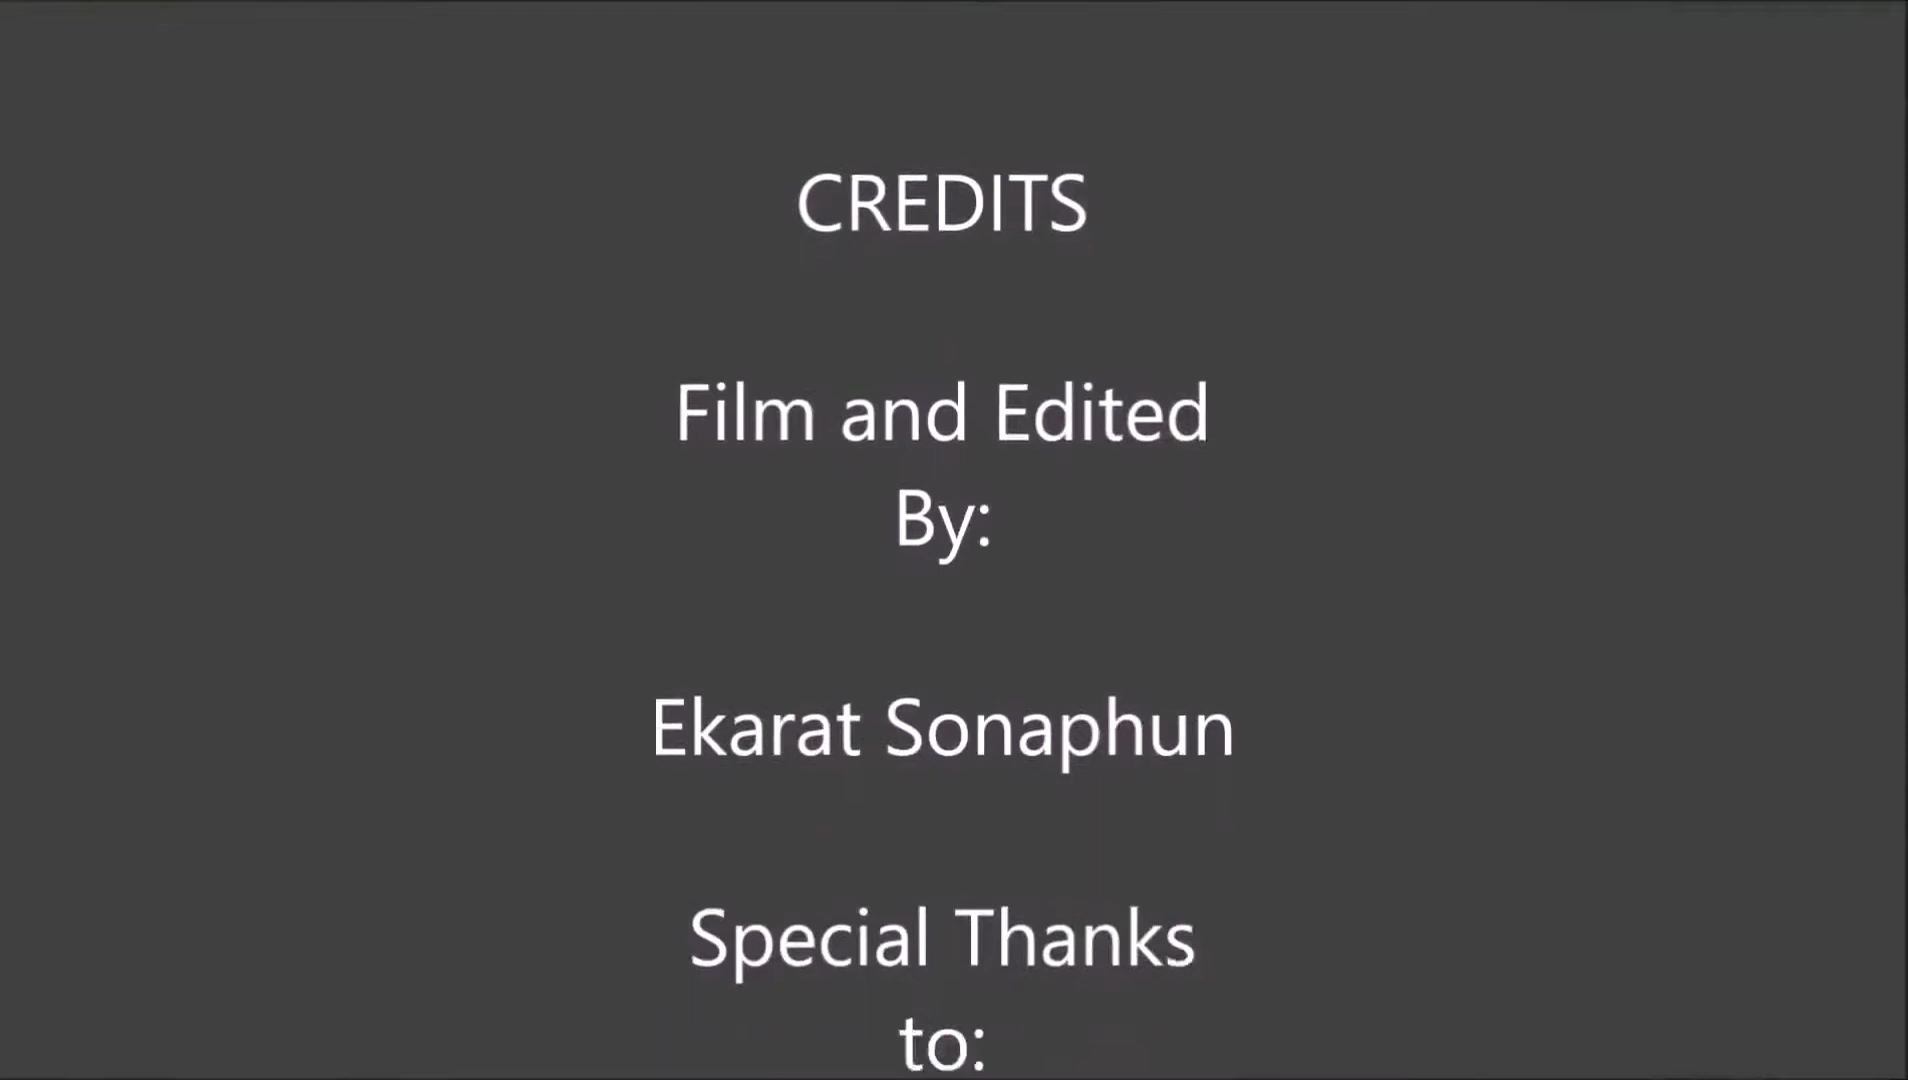 CREDITS
Film and Edited
By:
Ekarat Sonaphun
Special Thanks
to: